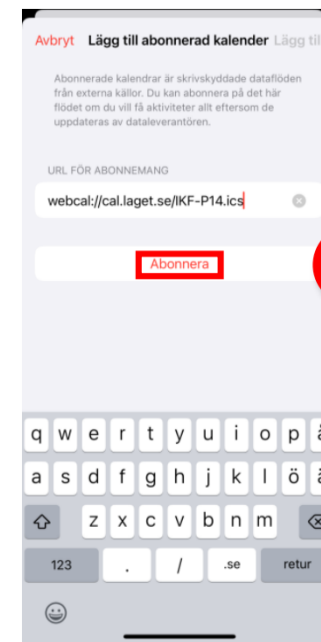 Avbryt Lägg till abonnerad kalender Lägg till
Abonnerade kalendrar är skrivskyddade dataflöden
från externa källor. Du kan abonnera på det här
flödet om du vill få aktiviteter allt eftersom de
uppdateras av dataleverantören.
URL FÖR ABONNEMANG
webcal://cal.laget.se/IKF-P14.ics
Abonnera
q w e r t y u i o p å
a s d f g h j k l ö ä
z x c v b n m
123 . / .se retur